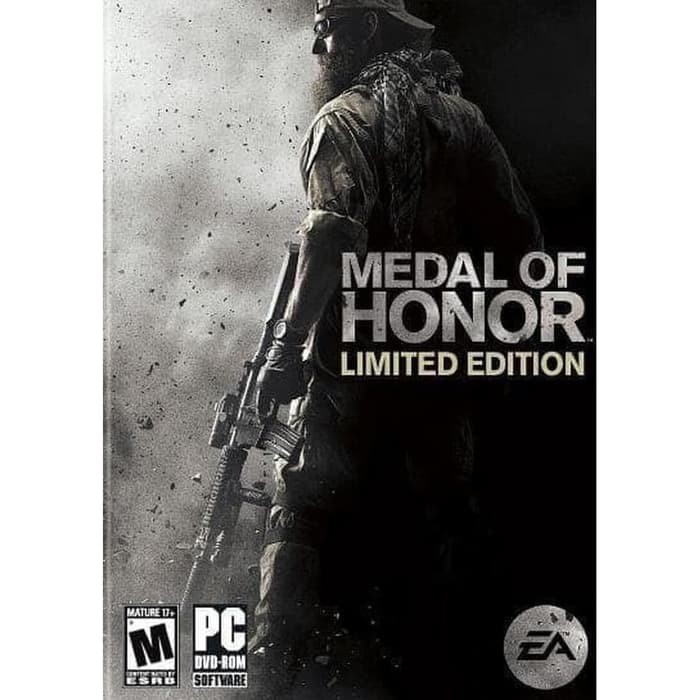 MEDAL OF
HONOR
LIMITED EDITION
MATURE 17+
M
CONTENT RATED BY
ESRB
PC
DVD-ROM
SOFTWARE
EA